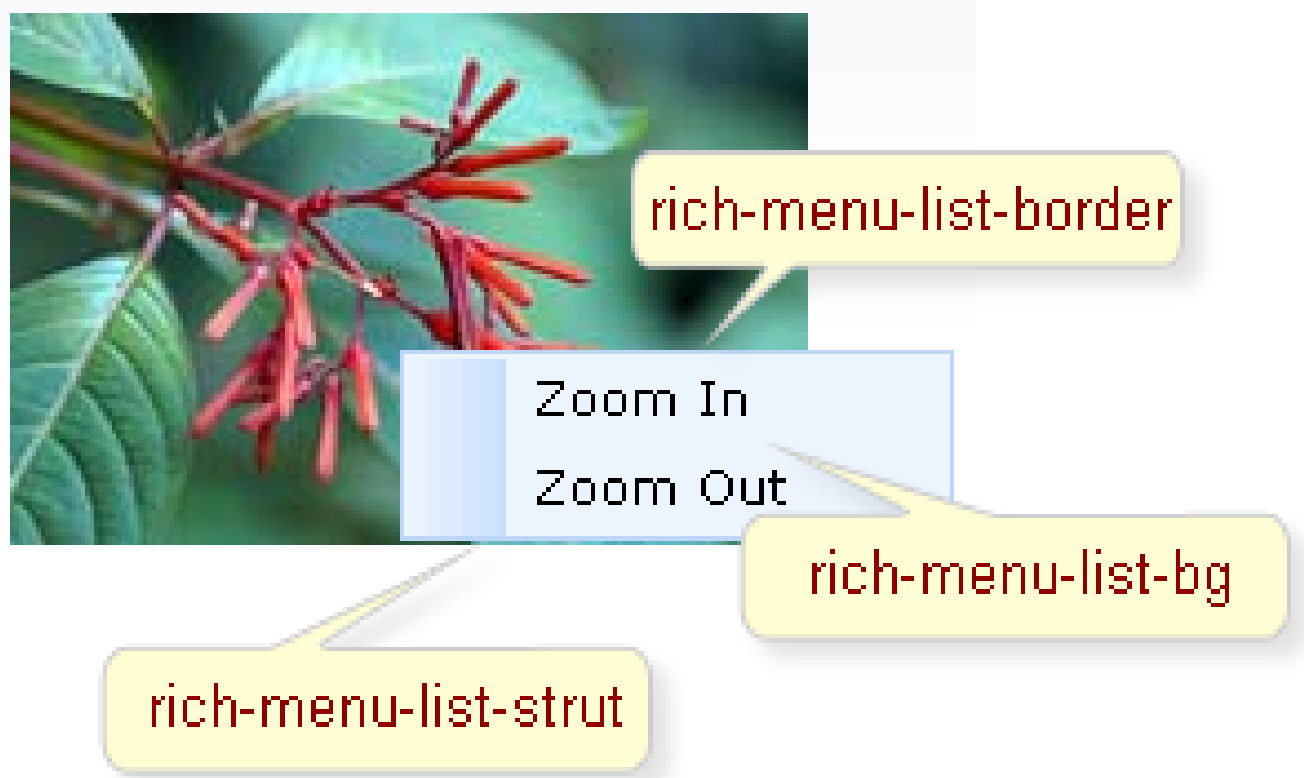 rich-menu-list-border
Zoom In
Zoom Out
rich-menu-list-bg
rich-menu-list-strut